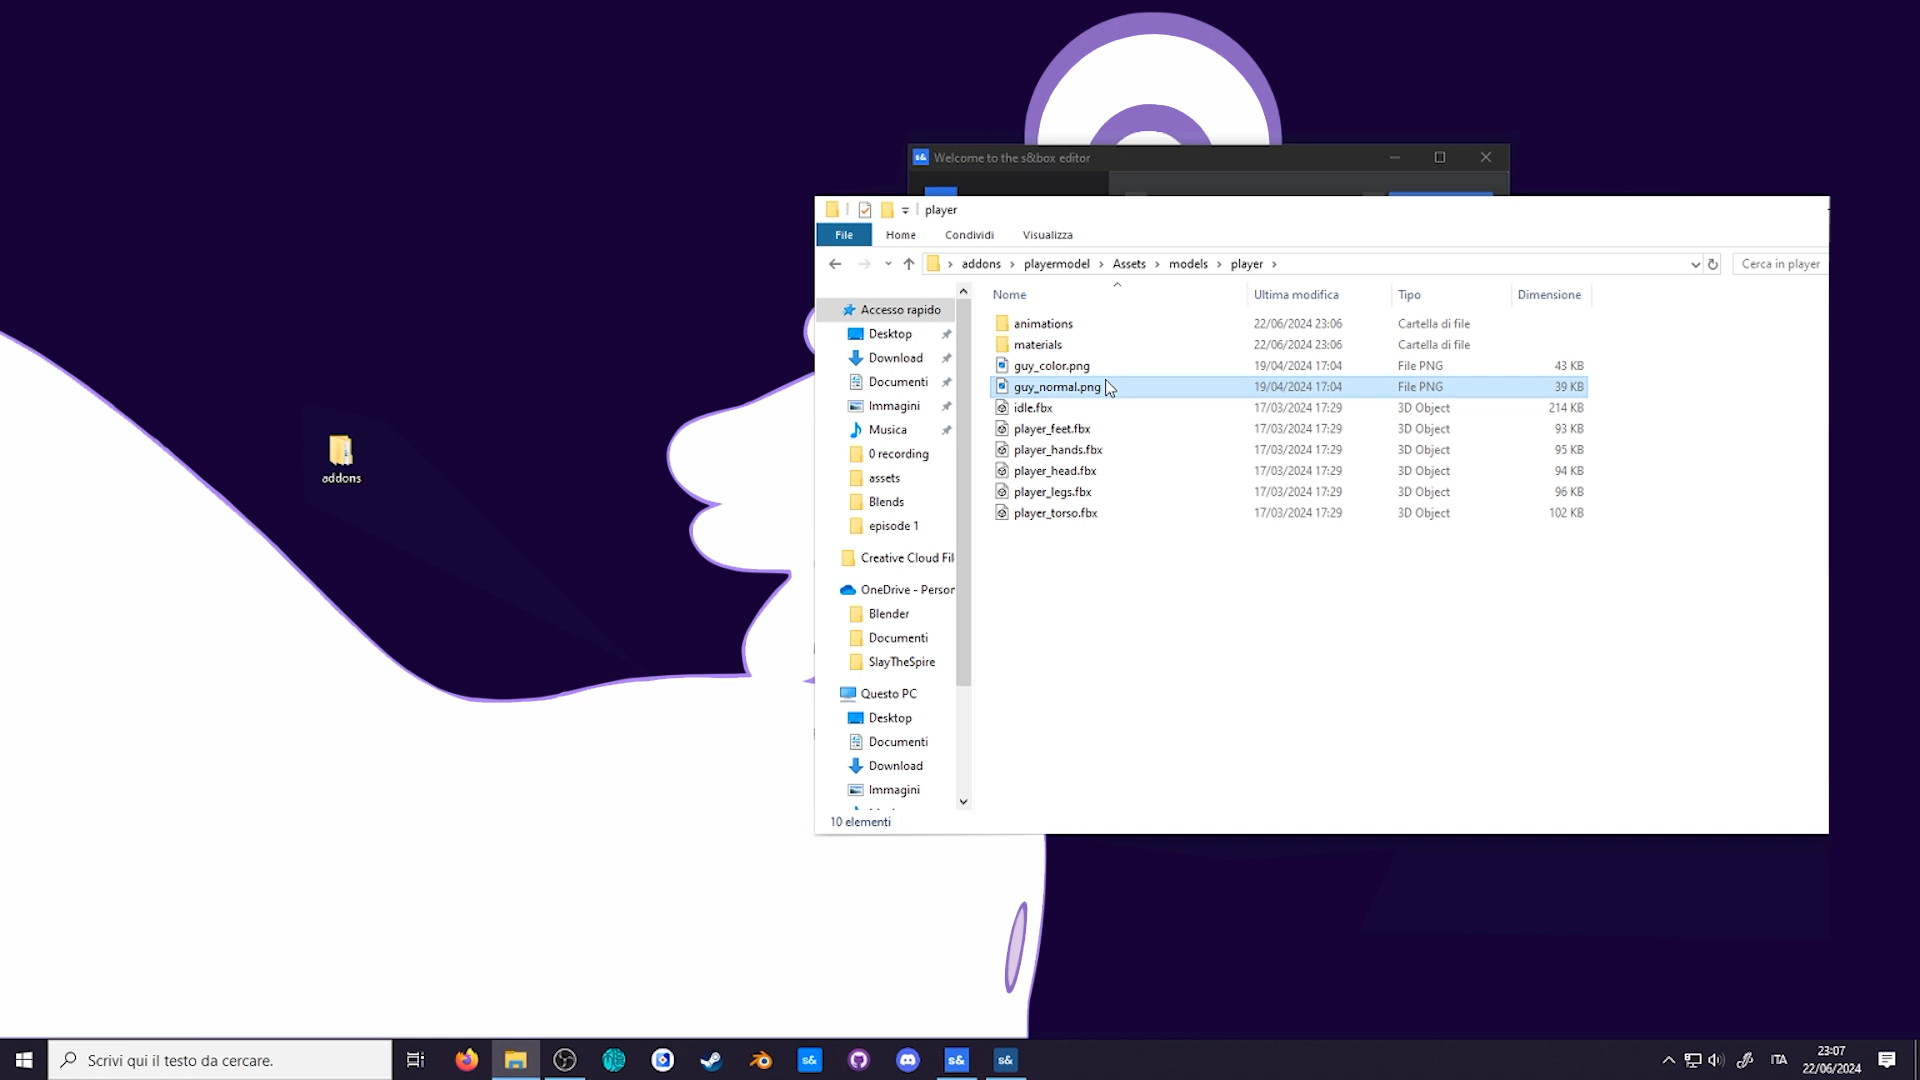 s& Welcome to the s&box editor
player
File Home Condividi Visualizza
addons playermodel Assets models player
Cerca in player
Nome Ultima modifica Tipo Dimensione
Accesso rapido
Desktop
Download
Documenti
Immagini
Musica
0 recording
assets
Blends
episode 1
Creative Cloud Fil
OneDrive - Person
Blender
Documenti
SlayTheSpire
Questo PC
Desktop
Documenti
Download
Immagini
animations 22/06/2024 23:06 Cartella di file
materials 22/06/2024 23:06 Cartella di file
guy_color.png 19/04/2024 17:04 File PNG 43 KB
guy_normal.png 19/04/2024 17:04 File PNG 39 KB
idle.fbx 17/03/2024 17:29 3D Object 214 KB
player_feet.fbx 17/03/2024 17:29 3D Object 93 KB
player_hands.fbx 17/03/2024 17:29 3D Object 95 KB
player_head.fbx 17/03/2024 17:29 3D Object 94 KB
player_legs.fbx 17/03/2024 17:29 3D Object 96 KB
player_torso.fbx 17/03/2024 17:29 3D Object 102 KB
10 elementi
addons
Scrivi qui il testo da cercare.
s& s& s&
ITA
23:07
22/06/2024